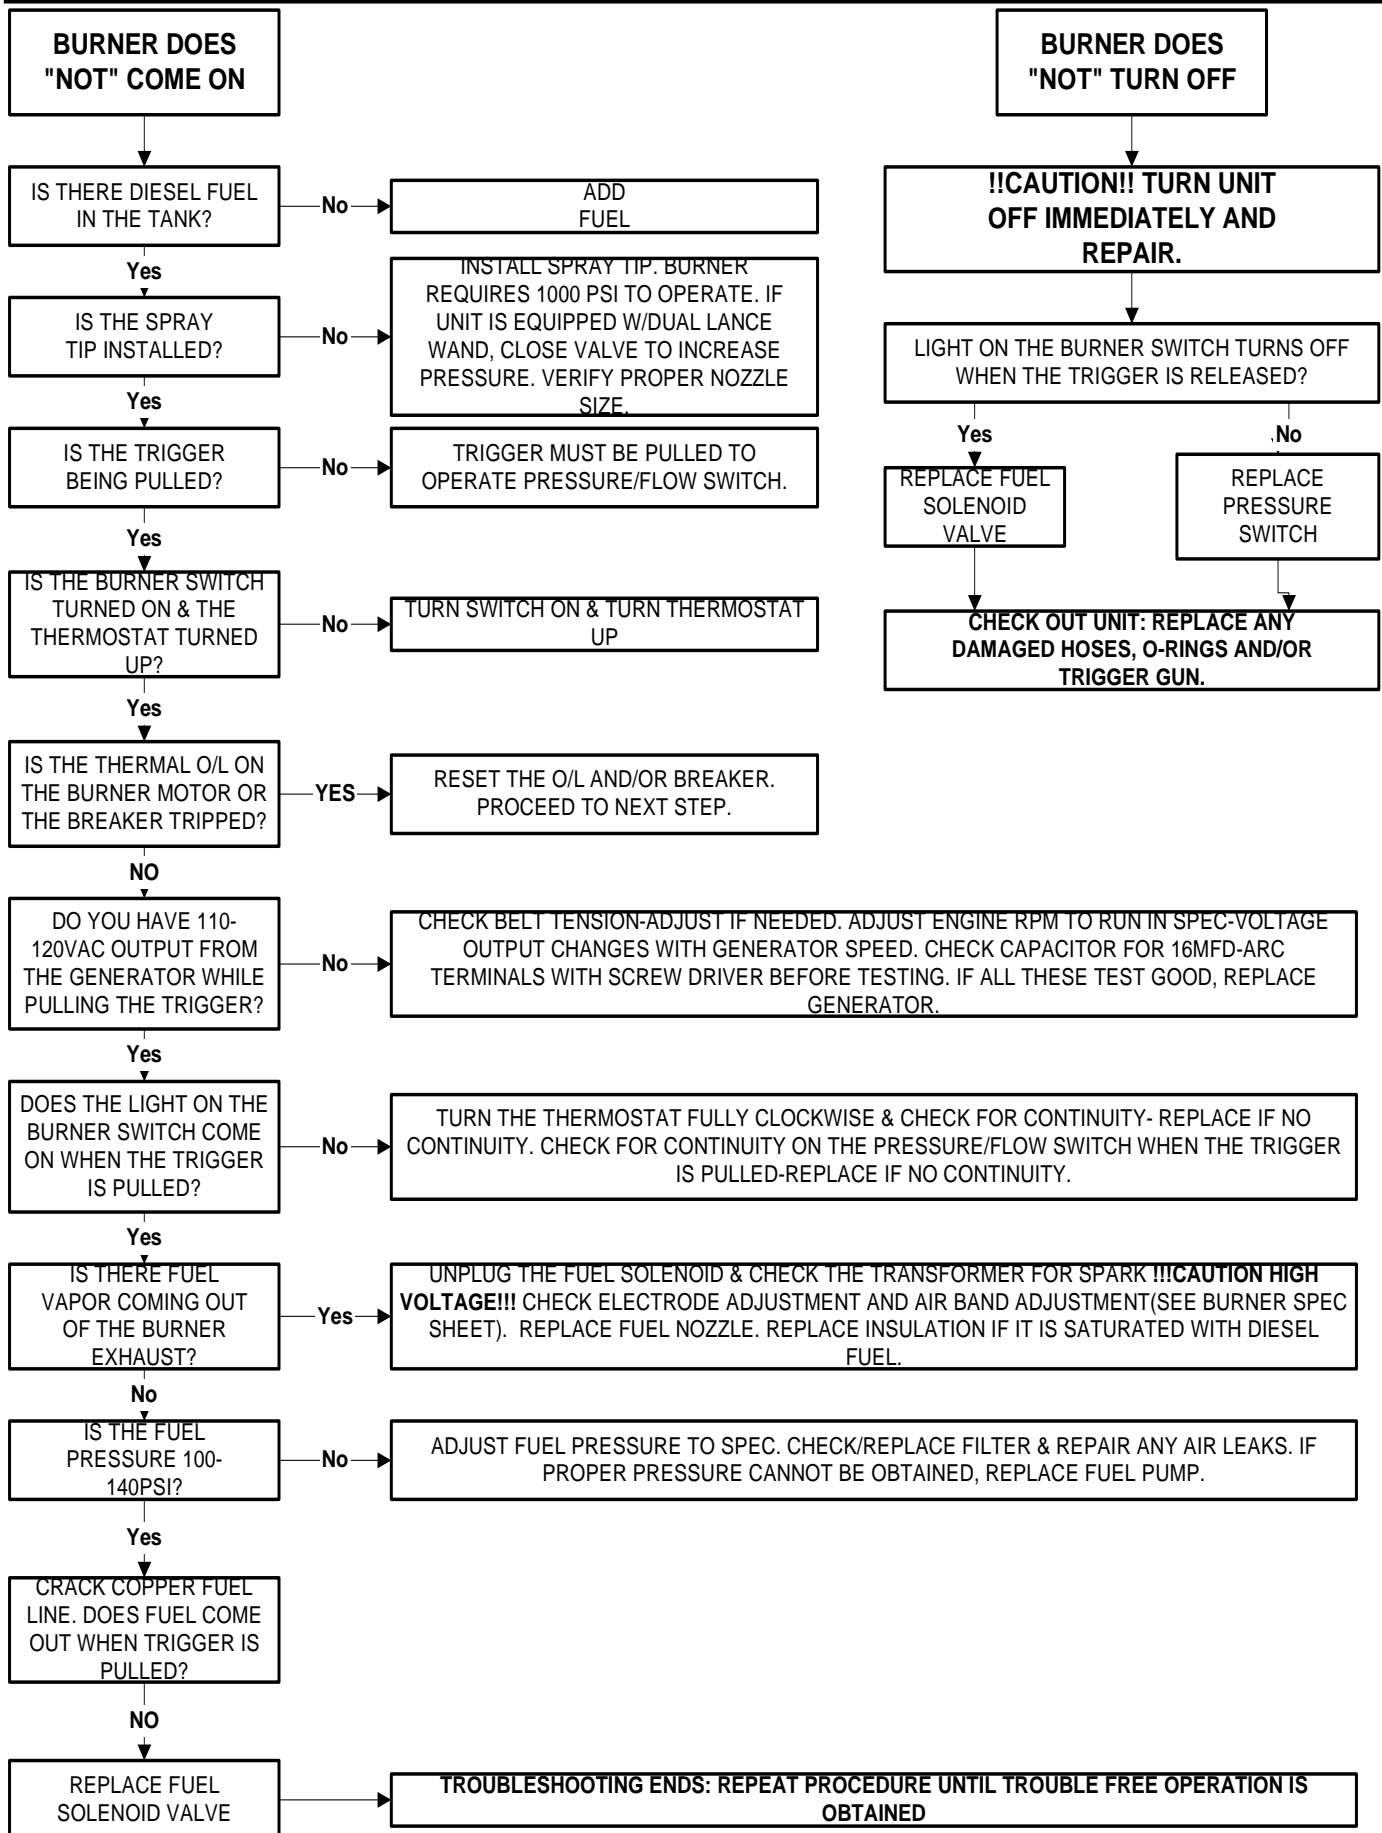 BURNER DOES
"NOT" COME ON
IS THERE DIESEL FUEL
IN THE TANK?
No
ADD
FUEL
Yes
IS THE SPRAY
TIP INSTALLED?
No
INSTALL SPRAY TIP. BURNER
REQUIRES 1000 PSI TO OPERATE. IF
UNIT IS EQUIPPED W/DUAL LANCE
WAND, CLOSE VALVE TO INCREASE
PRESSURE. VERIFY PROPER NOZZLE
SIZE.
Yes
IS THE TRIGGER
BEING PULLED?
No
TRIGGER MUST BE PULLED TO
OPERATE PRESSURE/FLOW SWITCH.
Yes
IS THE BURNER SWITCH
TURNED ON & THE
THERMOSTAT TURNED
UP?
No
TURN SWITCH ON & TURN THERMOSTAT
UP
Yes
IS THE THERMAL O/L ON
THE BURNER MOTOR OR
THE BREAKER TRIPPED?
YES
RESET THE O/L AND/OR BREAKER.
PROCEED TO NEXT STEP.
NO
DO YOU HAVE 110-
120VAC OUTPUT FROM
THE GENERATOR WHILE
PULLING THE TRIGGER?
No
CHECK BELT TENSION-ADJUST IF NEEDED. ADJUST ENGINE RPM TO RUN IN SPEC-VOLTAGE
OUTPUT CHANGES WITH GENERATOR SPEED. CHECK CAPACITOR FOR 16MFD-ARC
TERMINALS WITH SCREW DRIVER BEFORE TESTING. IF ALL THESE TEST GOOD, REPLACE
GENERATOR.
Yes
DOES THE LIGHT ON THE
BURNER SWITCH COME
ON WHEN THE TRIGGER
IS PULLED?
No
TURN THE THERMOSTAT FULLY CLOCKWISE & CHECK FOR CONTINUITY- REPLACE IF NO
CONTINUITY. CHECK FOR CONTINUITY ON THE PRESSURE/FLOW SWITCH WHEN THE TRIGGER
IS PULLED-REPLACE IF NO CONTINUITY.
Yes
IS THERE FUEL
VAPOR COMING OUT
OF THE BURNER
EXHAUST?
Yes
UNPLUG THE FUEL SOLENOID & CHECK THE TRANSFORMER FOR SPARK !!!CAUTION HIGH
VOLTAGE!!! CHECK ELECTRODE ADJUSTMENT AND AIR BAND ADJUSTMENT(SEE BURNER SPEC
SHEET). REPLACE FUEL NOZZLE. REPLACE INSULATION IF IT IS SATURATED WITH DIESEL
FUEL.
No
IS THE FUEL
PRESSURE 100-
140PSI?
No
ADJUST FUEL PRESSURE TO SPEC. CHECK/REPLACE FILTER & REPAIR ANY AIR LEAKS. IF
PROPER PRESSURE CANNOT BE OBTAINED, REPLACE FUEL PUMP.
Yes
CRACK COPPER FUEL
LINE. DOES FUEL COME
OUT WHEN TRIGGER IS
PULLED?
NO
REPLACE FUEL
SOLENOID VALVE
TROUBLESHOOTING ENDS: REPEAT PROCEDURE UNTIL TROUBLE FREE OPERATION IS
OBTAINED
BURNER DOES
"NOT" TURN OFF
!!CAUTION!! TURN UNIT
OFF IMMEDIATELY AND
REPAIR.
LIGHT ON THE BURNER SWITCH TURNS OFF
WHEN THE TRIGGER IS RELEASED?
Yes
No
REPLACE FUEL
SOLENOID
VALVE
REPLACE
PRESSURE
SWITCH
CHECK OUT UNIT: REPLACE ANY
DAMAGED HOSES, O-RINGS AND/OR
TRIGGER GUN.